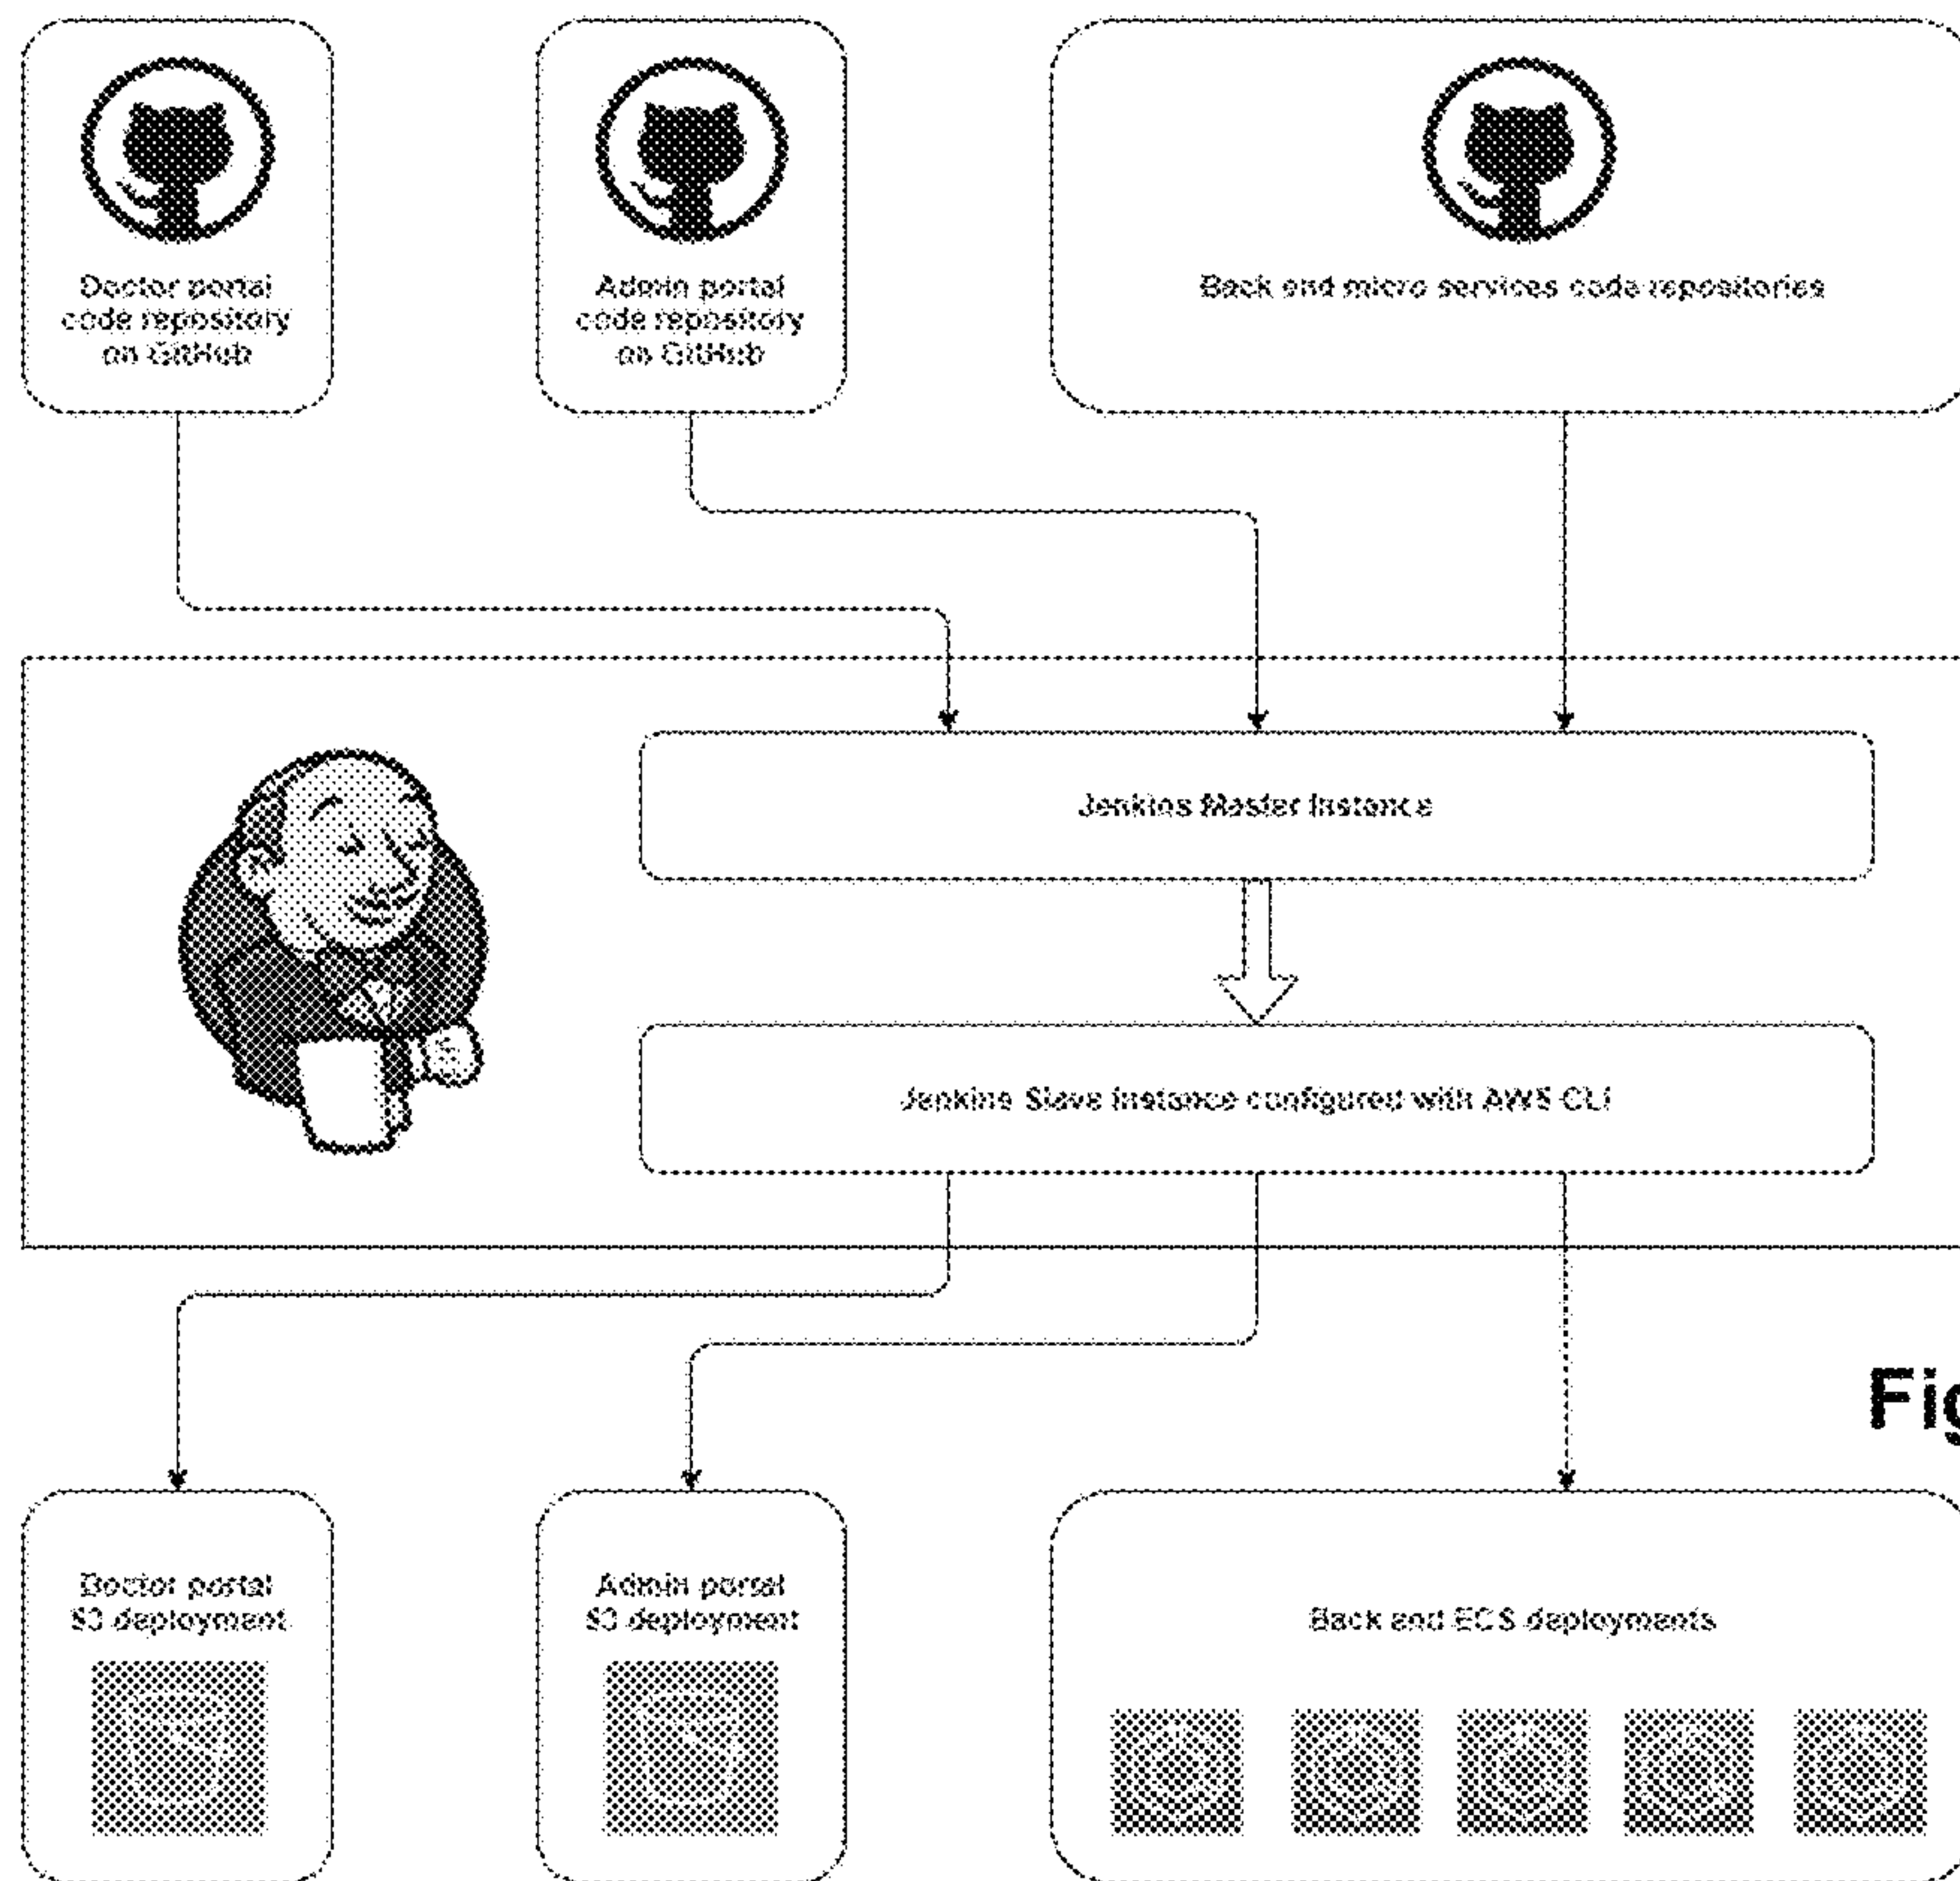 Doctor portal
code repository
on GitHub
Admin portal
code repository
on GitHub
Back end micro services code repositories
Jenkins Master Instance
Jenkins Slave Instance configured with AWS CLI
Fig
Doctor portal
S3 deployment
Admin portal
S3 deployment
Back end ECS deployments